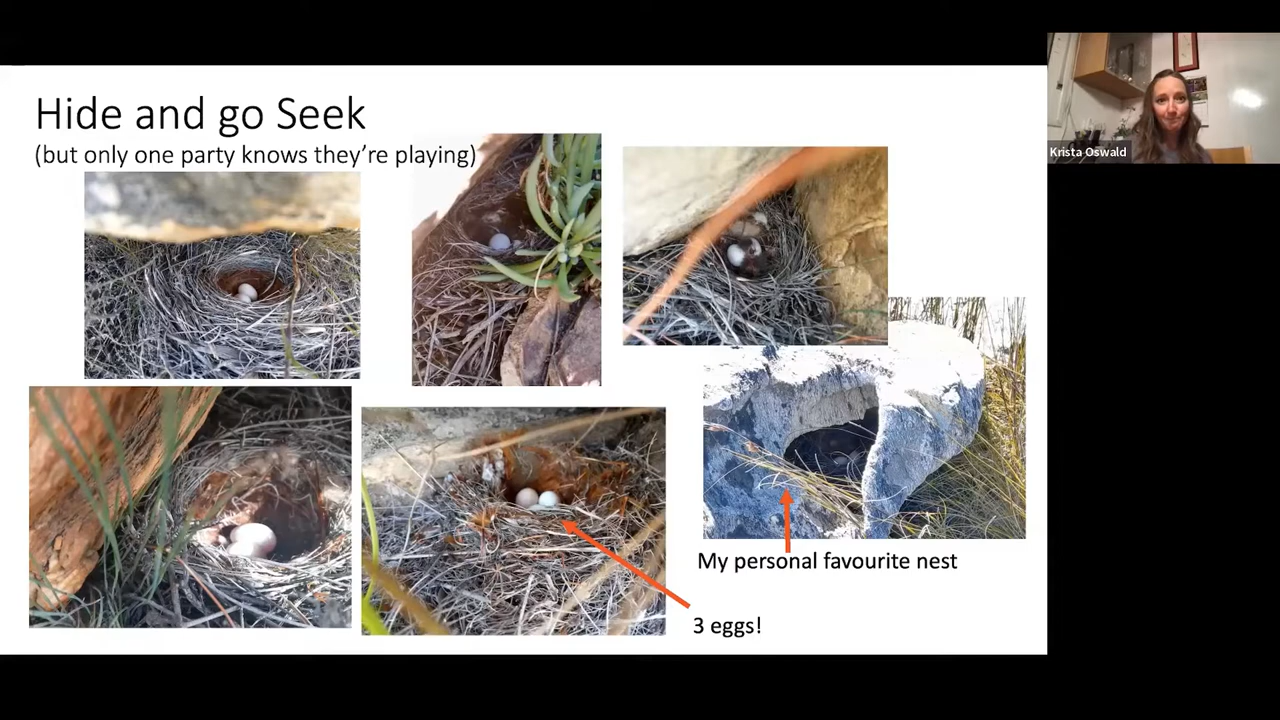 Hide and go Seek
(but only one party knows they're playing)
Krista Oswald
My personal favourite nest
3 eggs!